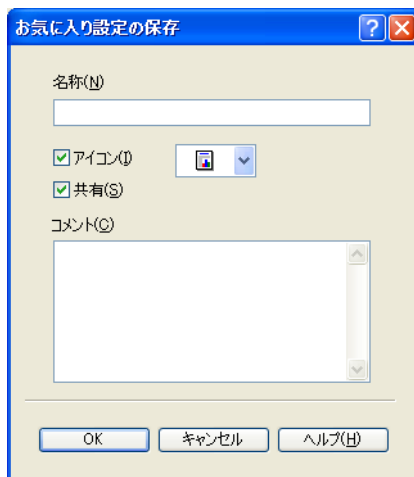 お気に入り設定の保存
名称(N)
アイコン(I)
共有(S)
コメント(C)
OK キャンセル ヘルプ(H)